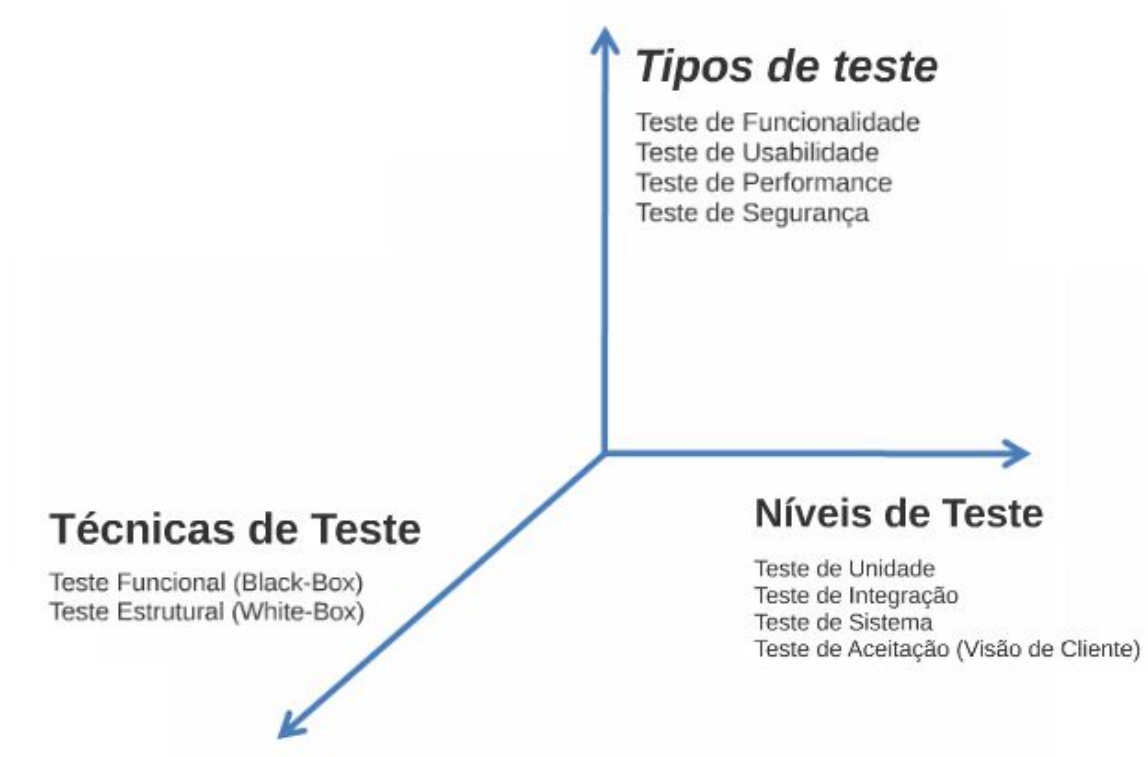 Tipos de teste
Teste de Funcionalidade
Teste de Usabilidade
Teste de Performance
Teste de Segurança
Técnicas de Teste
Teste Funcional (Black-Box)
Teste Estrutural (White-Box)
Níveis de Teste
Teste de Unidade
Teste de Integração
Teste de Sistema
Teste de Aceitação (Visão de Cliente)